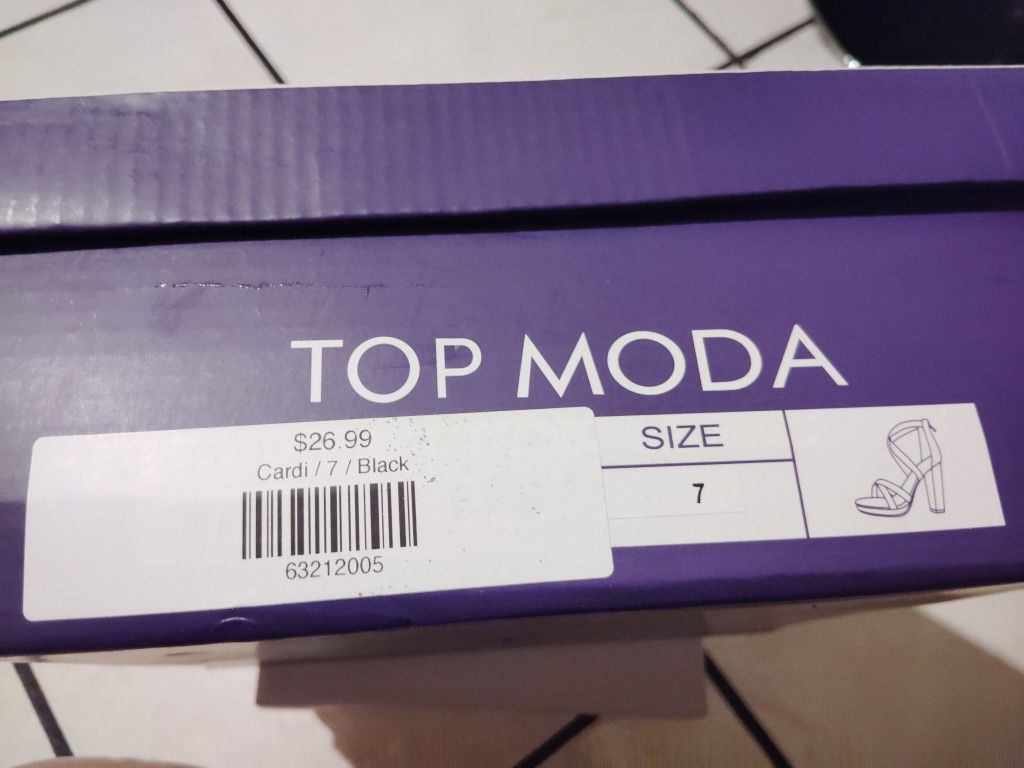 TOP MODA
$26.99
Cardi / 7 / Black
63212005
SIZE
7